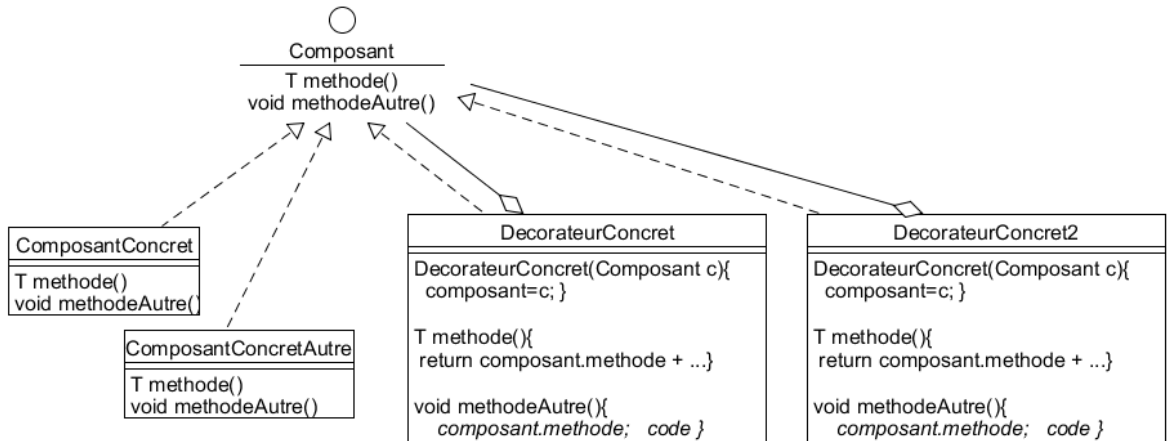 Composant
T methode()
void methodeAutre()
ComposantConcret
T methode()
void methodeAutre()
ComposantConcretAutre
T methode()
void methodeAutre()
DecorateurConcret
DecorateurConcret(Composant c){
composant=c; }
T methode(){
return composant.methode + ...}
void methodeAutre(){
composant.methode; code }
DecorateurConcret2
DecorateurConcret(Composant c){
composant=c; }
T methode(){
return composant.methode + ...}
void methodeAutre(){
composant.methode; code }